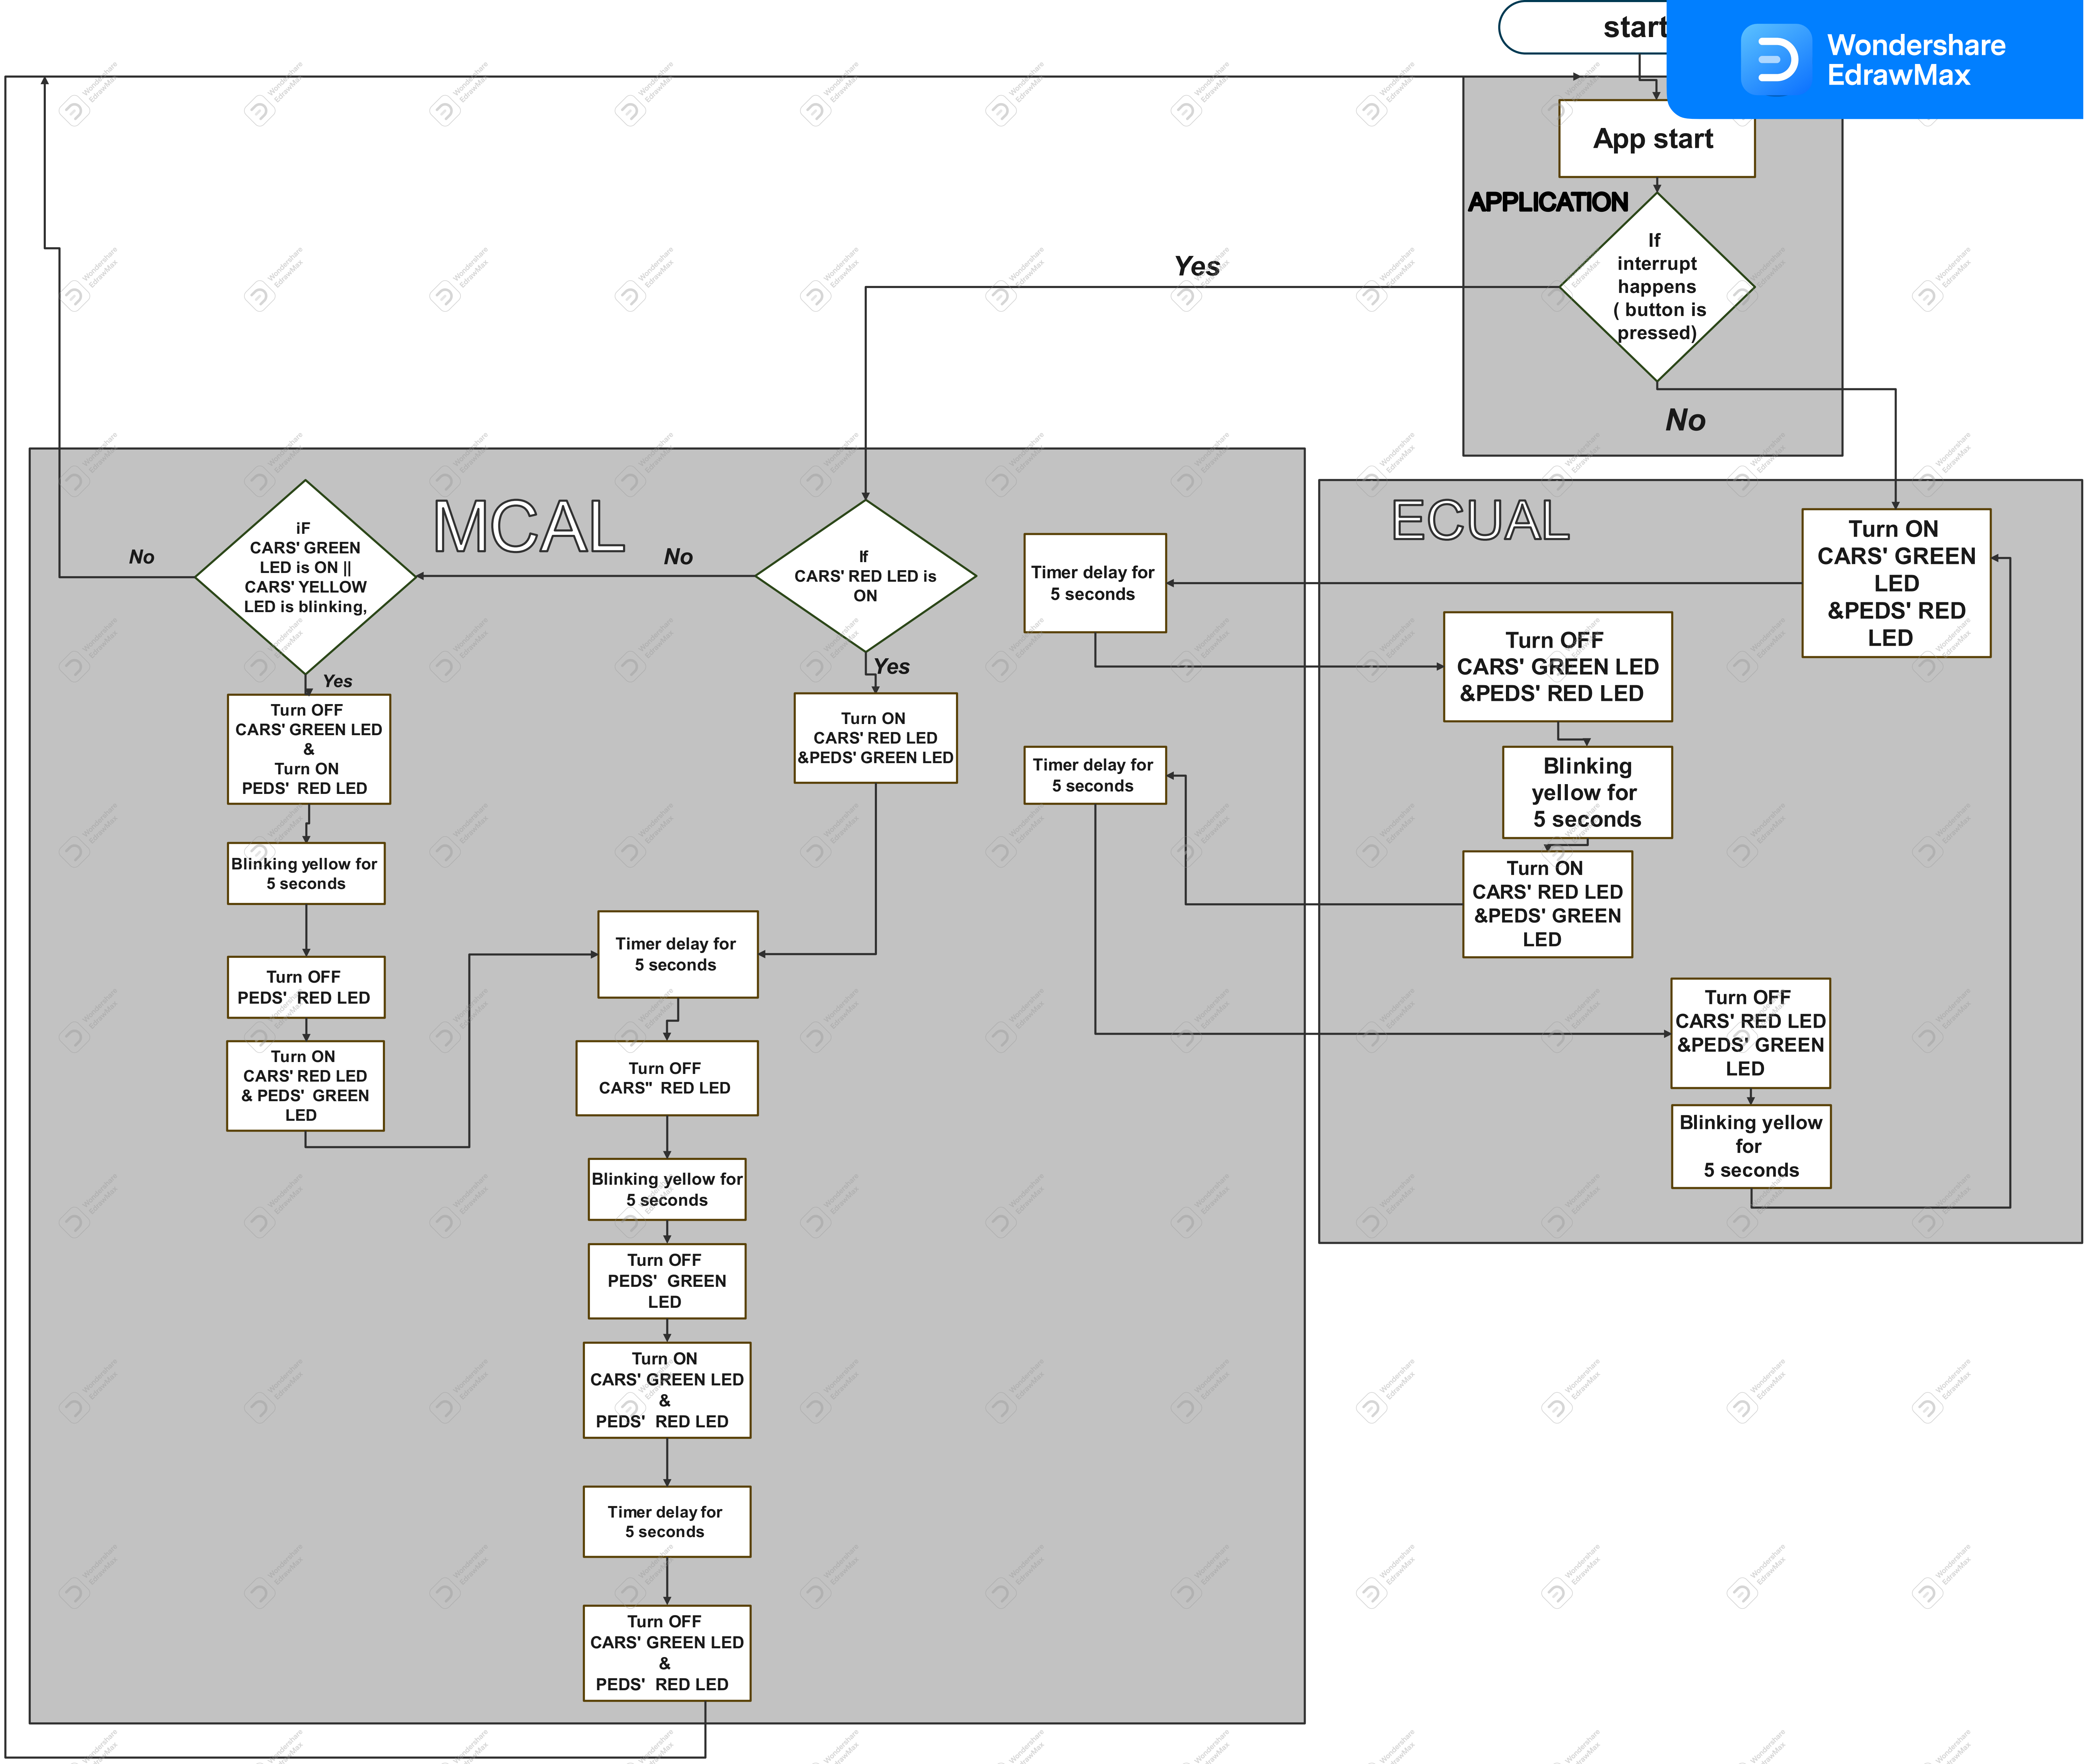 start
Wondershare
EdrawMax
App start
APPLICATION
If
interrupt
happens
( button is
pressed)
Yes
No
MCAL
iF
CARS' GREEN
LED is ON ||
CARS' YELLOW
LED is blinking,
No
Yes
No
If
CARS' RED LED is
ON
Yes
Turn OFF
CARS' GREEN LED
&
Turn ON
PEDS' RED LED
Blinking yellow for
5 seconds
Turn OFF
PEDS' RED LED
Turn ON
CARS' RED LED
& PEDS' GREEN
LED
Turn ON
CARS' RED LED
&PEDS' GREEN LED
Timer delay for
5 seconds
Turn OFF
CARS" RED LED
Blinking yellow for
5 seconds
Turn OFF
PEDS' GREEN
LED
Turn ON
CARS' GREEN LED
&
PEDS' RED LED
Timer delay for
5 seconds
Turn OFF
CARS' GREEN LED
&
PEDS' RED LED
Timer delay for
5 seconds
Timer delay for
5 seconds
ECUAL
Turn ON
CARS' GREEN
LED
&PEDS' RED
LED
Turn OFF
CARS' GREEN LED
&PEDS' RED LED
Blinking
yellow for
5 seconds
Turn ON
CARS' RED LED
&PEDS' GREEN
LED
Turn OFF
CARS' RED LED
&PEDS' GREEN
LED
Blinking yellow
for
5 seconds